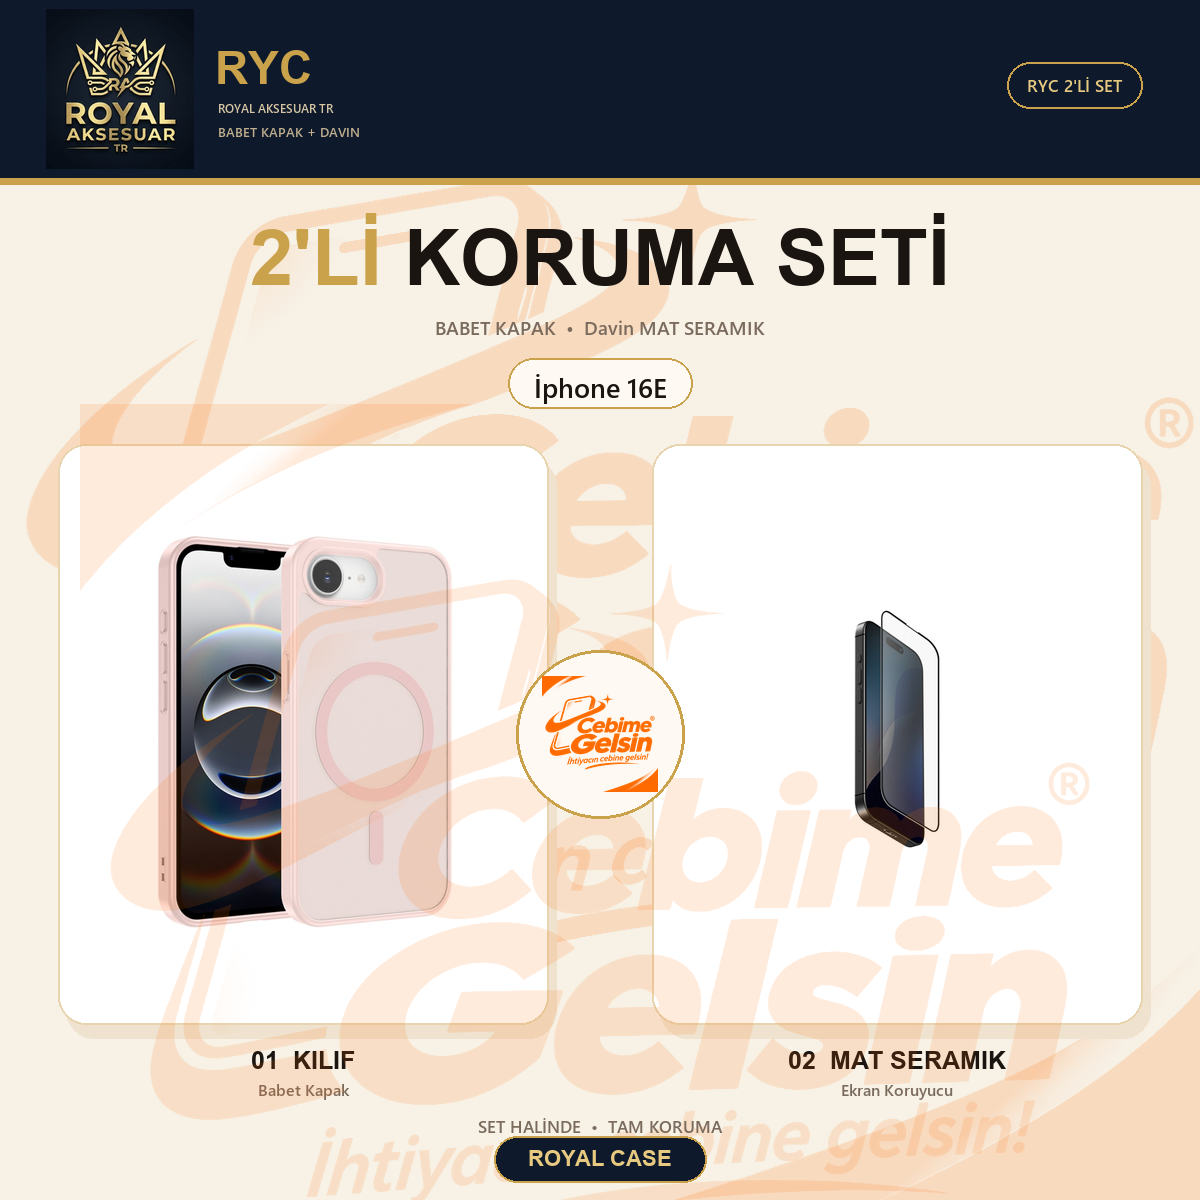 ROYAL
AKSESUAR
TR
RYC
ROYAL AKSESUAR TR
BABET KAPAK + DAVIN
RYC 2'Lİ SET
2'Lİ KORUMA SETİ
BABET KAPAK • Davin MAT SERAMIK
İphone 16E
Cebime
Gelsin
İhtiyacın cebine gelsin!
Cebime®
Gelsin
01 KILIF
Babet Kapak
02 MAT SERAMIK
Ekran Koruyucu
SET HALİNDE • TAM KORUMA
ROYAL CASE